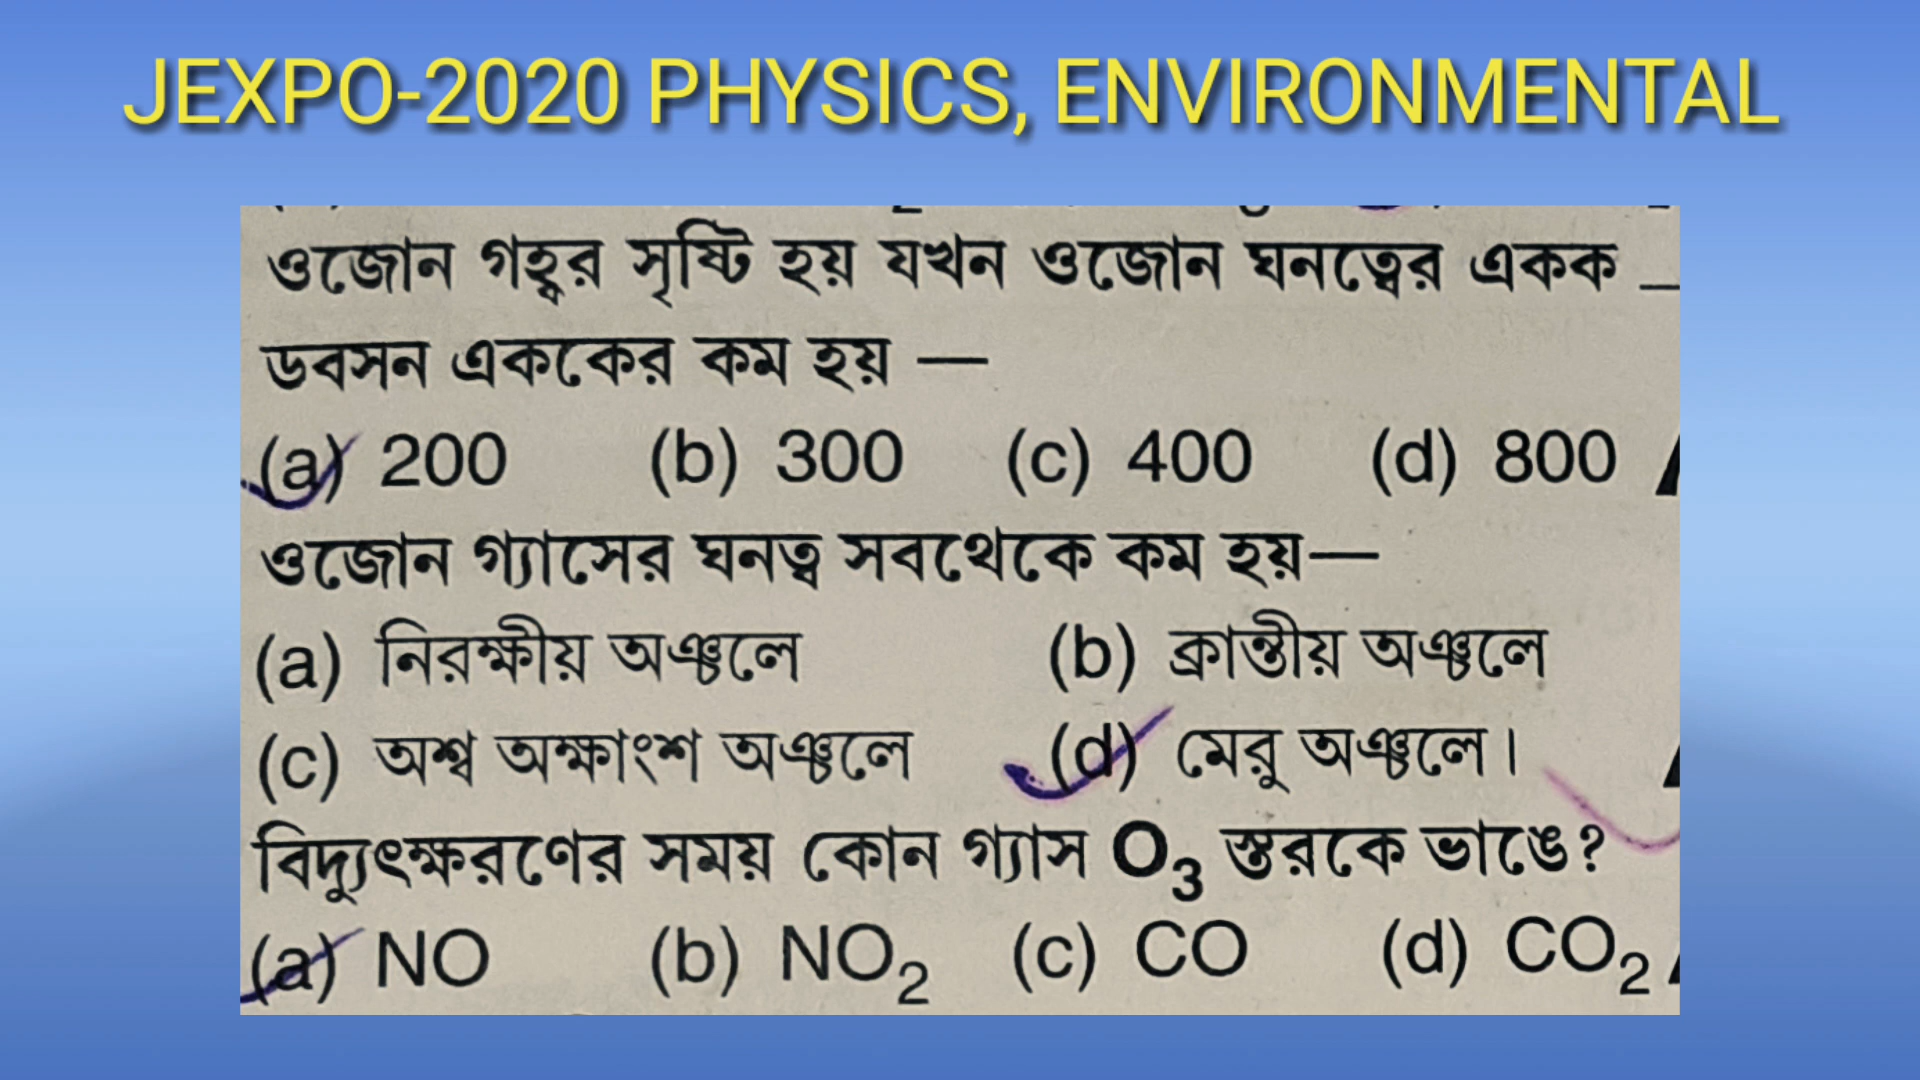 JEXPO-2020 PHYSICS, ENVIRONMENTAL
ওজোন গহ্বর সৃষ্টি হয় যখন ওজোন ঘনত্বের একক _
ডবসন এককের কম হয় —
(a) 200 (b) 300 (c) 400 (d) 800
ওজোন গ্যাসের ঘনত্ব সবথেকে কম হয়—
(a) নিরক্ষীয় অঞ্চলে (b) ক্রান্তীয় অঞ্চলে
(c) অশ্ব অক্ষাংশ অঞ্চলে (d) মেরু অঞ্চলে।
বিদ্যুৎক্ষরণের সময় কোন গ্যাস O₃ স্তরকে ভাঙে?
(a) NO (b) NO₂ (c) CO (d) CO₂